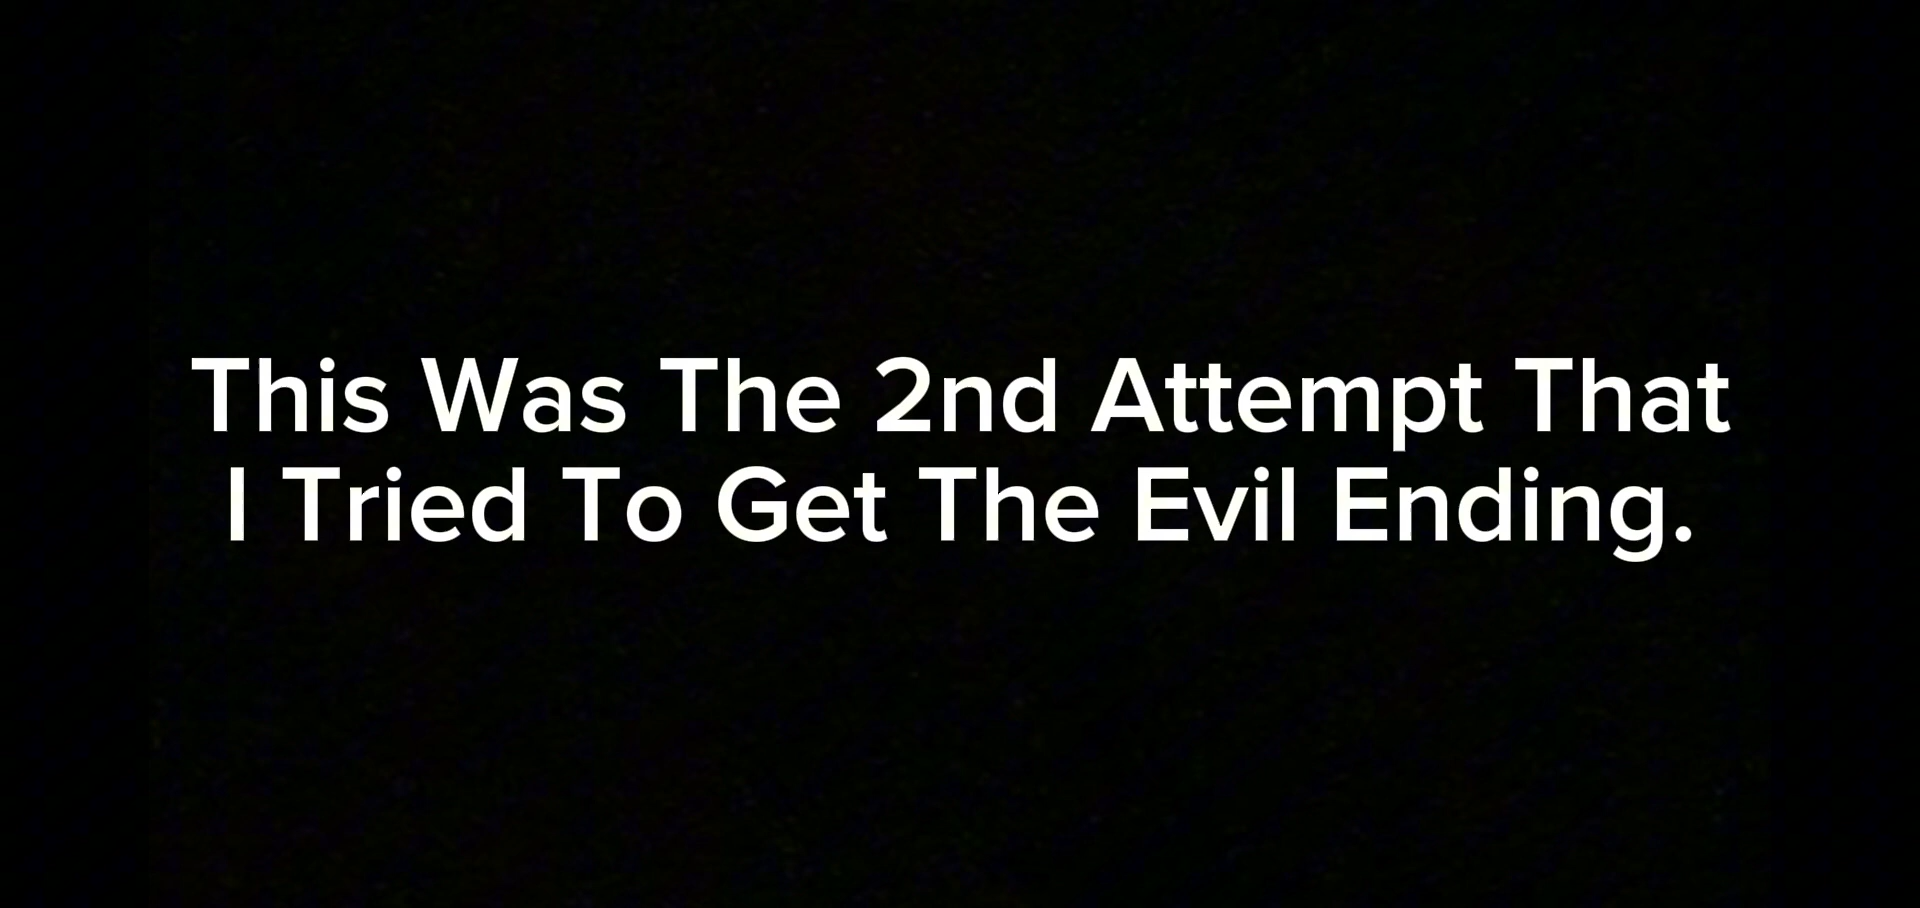 This Was The 2nd Attempt That
I Tried To Get The Evil Ending.